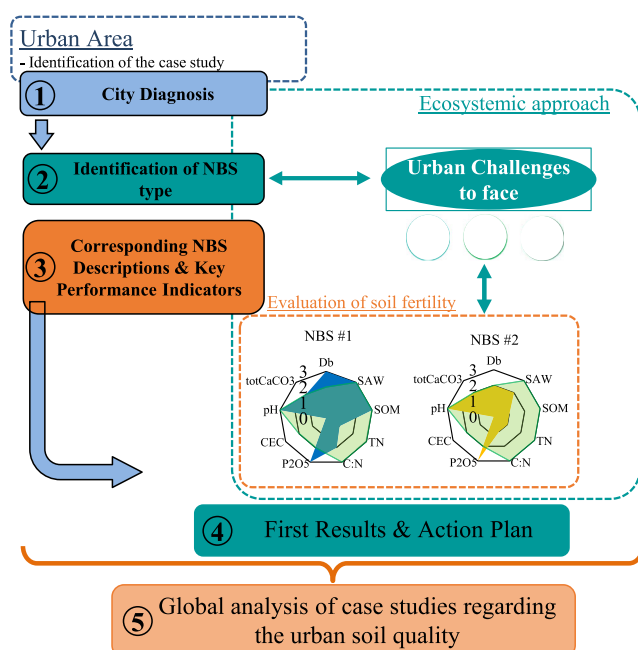 Urban Area
- Identification of the case study
1 City Diagnosis
Ecosystemic approach
2 Identification of NBS
type
Urban Challenges
to face
3 Corresponding NBS
Descriptions & Key
Performance Indicators
Evaluation of soil fertility
NBS #1
NBS #2
Db
SAW
SOM
TN
C:N
P2O5
CEC
pH
totCaCO3
3
2
1
0
Db
SAW
SOM
TN
C:N
P2O5
CEC
pH
totCaCO3
3
2
1
0
4 First Results & Action Plan
5 Global analysis of case studies regarding
the urban soil quality